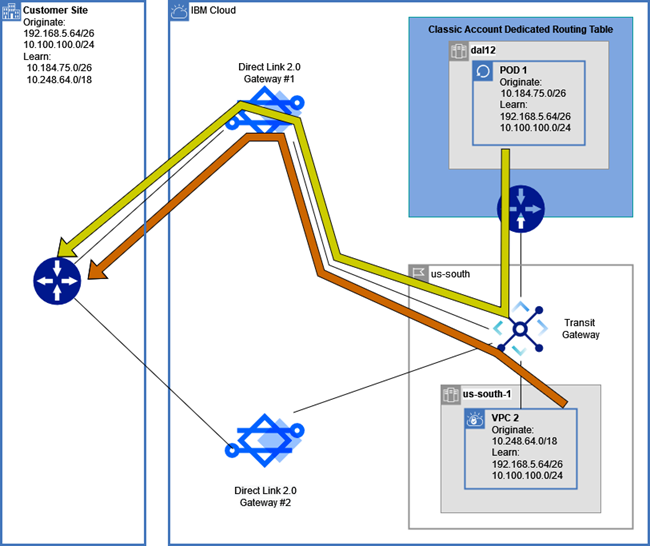 Customer Site
Originate:
192.168.5.64/26
10.100.100.0/24
Learn:
10.184.75.0/26
10.248.64.0/18
IBM Cloud
Direct Link 2.0
Gateway #1
Classic Account Dedicated Routing Table
dal12
POD 1
Originate:
10.184.75.0/26
Learn:
192.168.5.64/26
10.100.100.0/24
us-south
Transit
Gateway
us-south-1
VPC 2
Originate:
10.248.64.0/18
Learn:
192.168.5.64/26
10.100.100.0/24
Direct Link 2.0
Gateway #2